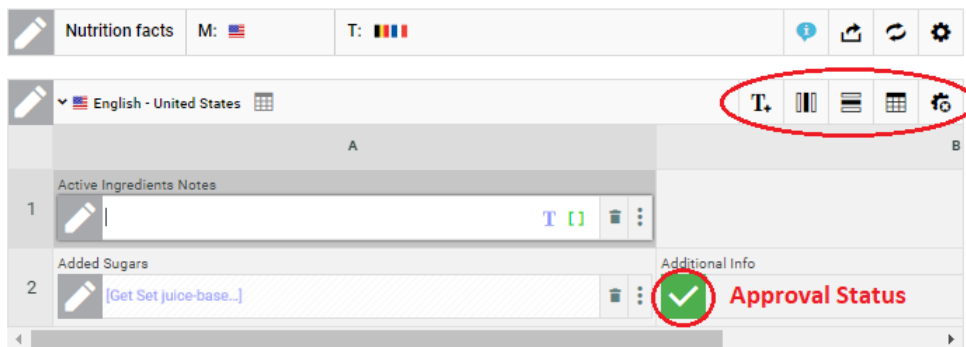 Nutrition facts M: T:
English - United States
A B
Active Ingredients Notes
1 T []
Added Sugars Additional Info
2 [Get Set juice-base...] Approval Status